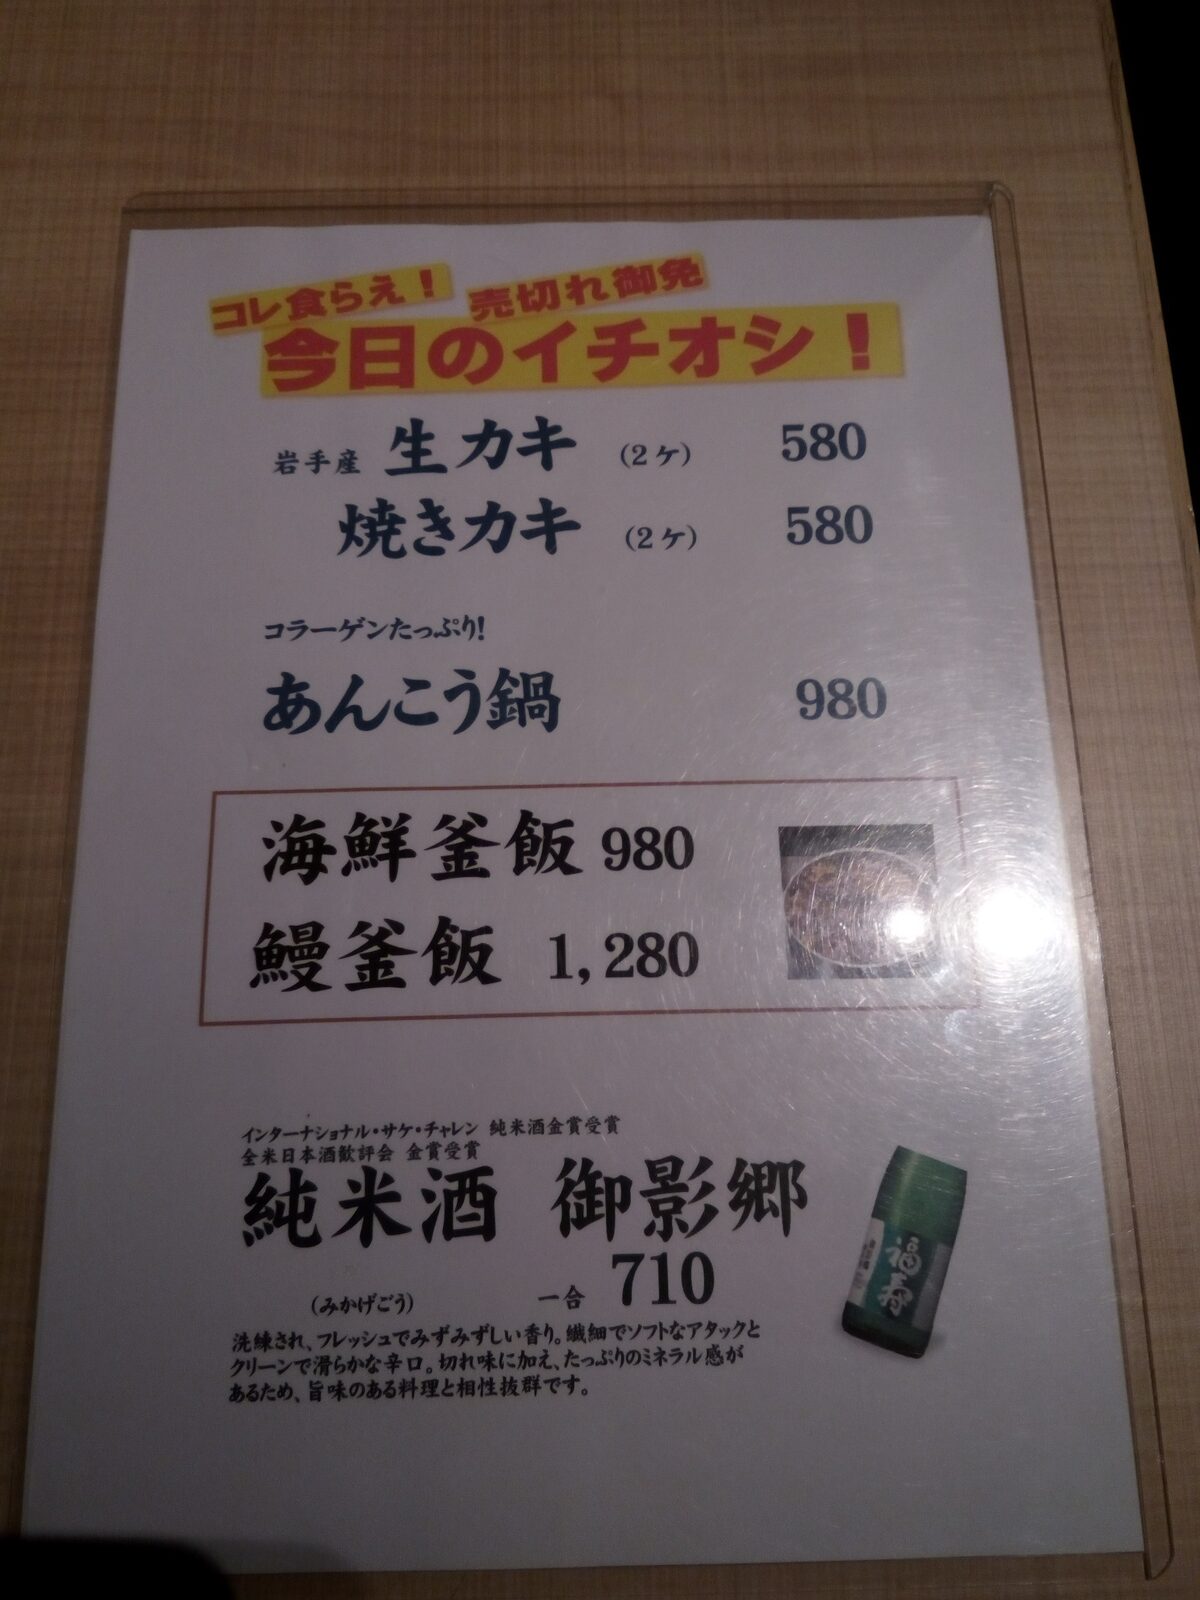 コレ食らえ！ 売切れ御免
今日のイチオシ！
岩手産 生カキ (2ケ) 580
焼きカキ (2ケ) 580
コラーゲンたっぷり!
あんこう鍋 980
海鮮釜飯 980
鰻釜飯 1,280
インターナショナル・サケ・チャレン 純米酒金賞受賞
全米日本酒歓評会 金賞受賞
純米酒 御影郷
(みかげごう) 一合 710
洗練され、フレッシュでみずみずしい香り。繊細でソフトなアタックと
クリーンで滑らかな辛口。切れ味に加え、たっぷりのミネラル感が
あるため、旨味のある料理と相性抜群です。
福寿